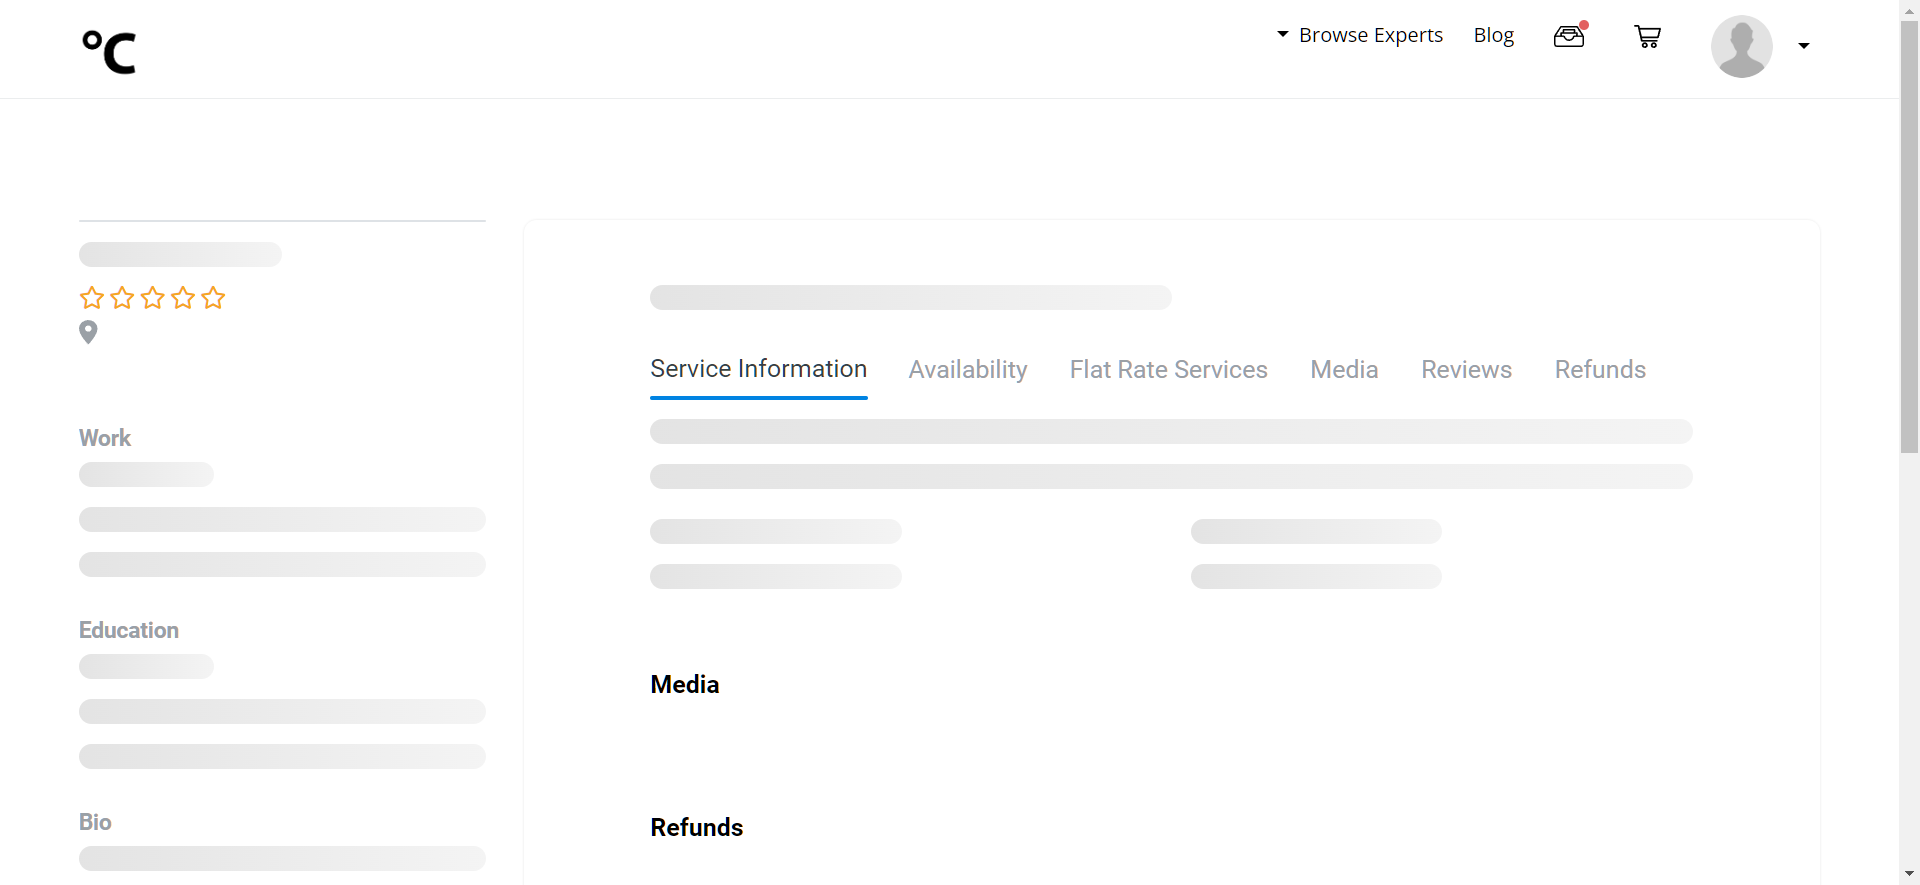 °C
Browse Experts
Blog
Service Information
Availability
Flat Rate Services
Media
Reviews
Refunds
Work
Education
Bio
Media
Refunds